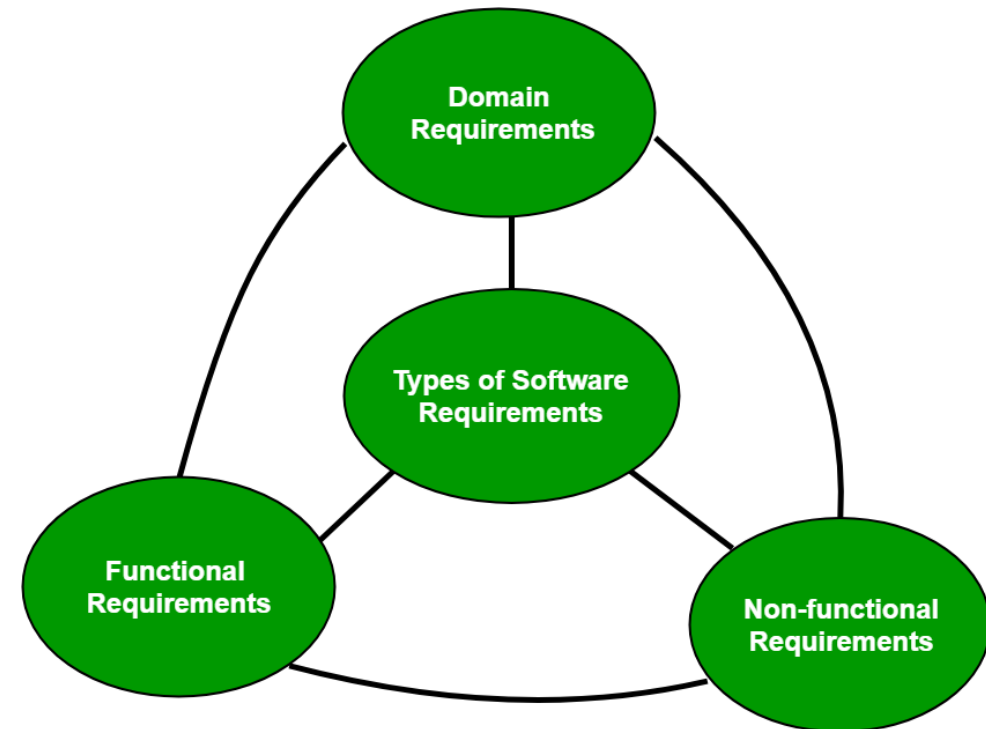 Domain
Requirements
Types of Software
Requirements
Functional
Requirements
Non-functional
Requirements